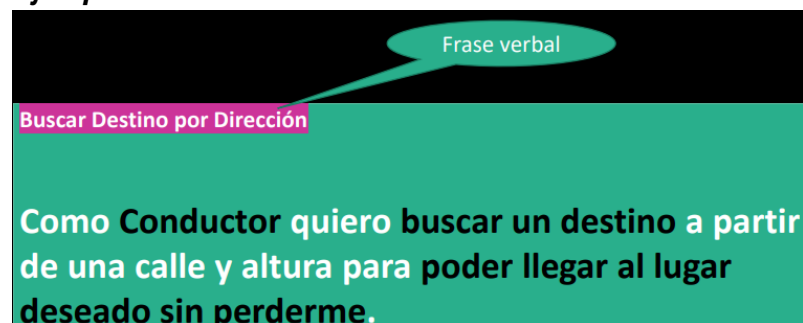 Frase verbal
Buscar Destino por Dirección
Como Conductor quiero buscar un destino a partir
de una calle y altura para poder llegar al lugar
deseado sin perderme.